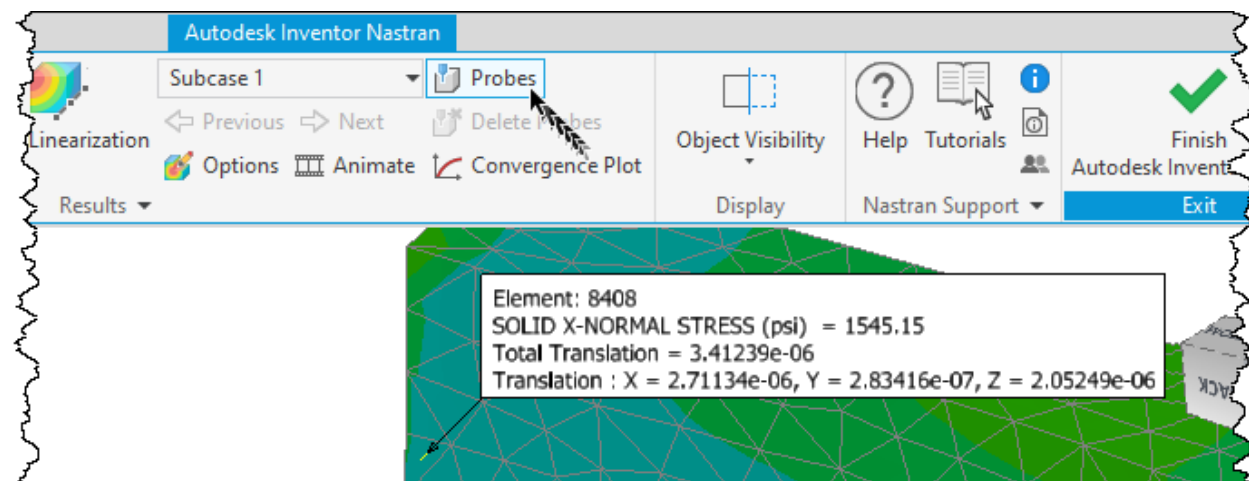 Autodesk Inventor Nastran
Subcase 1
Probes
Previous Next
Delete Probes
Linearization
Options Animate
Convergence Plot
Results
Object Visibility
Display
Help Tutorials
Nastran Support
Finish
Autodesk Invent
Exit
Element: 8408
SOLID X-NORMAL STRESS (psi) = 1545.15
Total Translation = 3.41239e-06
Translation : X = 2.71134e-06, Y = 2.83416e-07, Z = 2.05249e-06
ACK